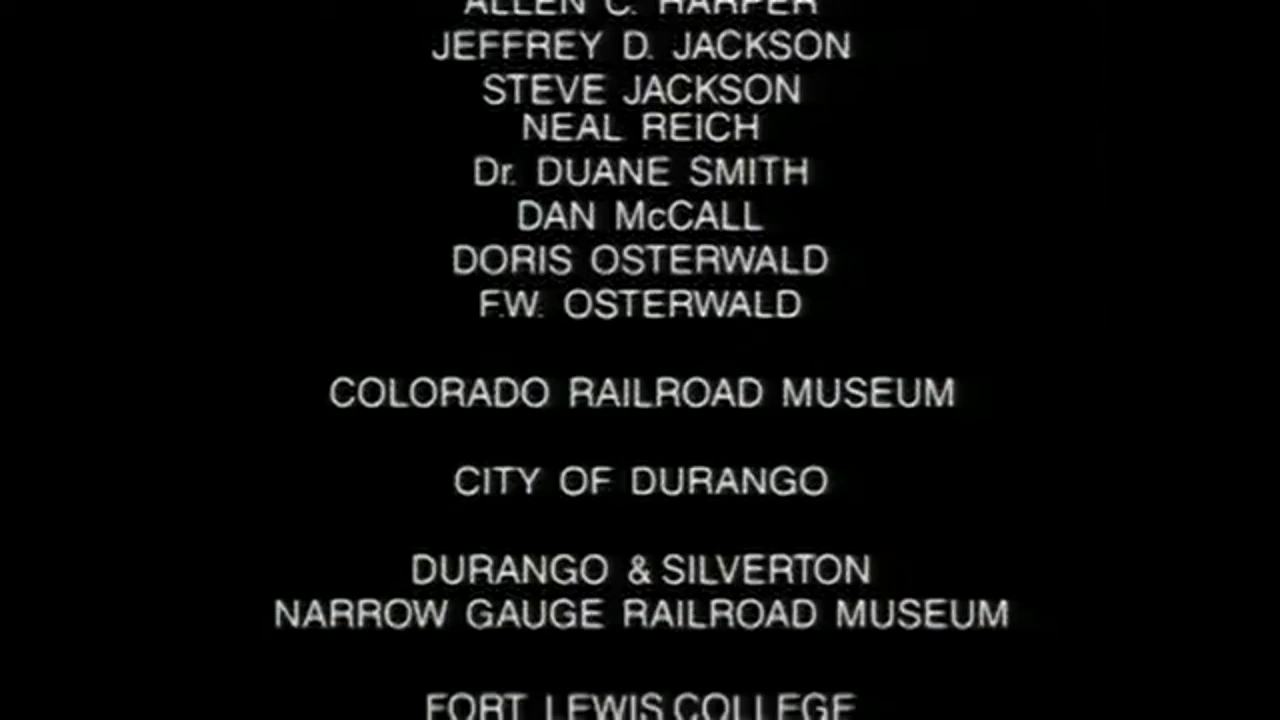 ALLEN C. HARPER
JEFFREY D. JACKSON
STEVE JACKSON
NEAL REICH
Dr. DUANE SMITH
DAN McCALL
DORIS OSTERWALD
F.W. OSTERWALD
COLORADO RAILROAD MUSEUM
CITY OF DURANGO
DURANGO & SILVERTON
NARROW GAUGE RAILROAD MUSEUM
FORT LEWIS COLLEGE